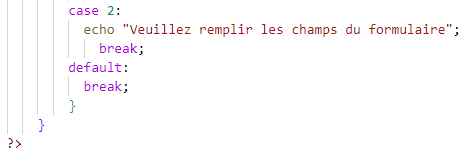 case 2:
echo "Veuillez remplir les champs du formulaire";
break;
default:
break;
}
}
?>